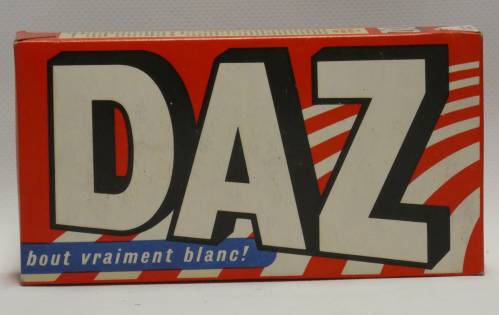 DAZ
bout vraiment blanc!